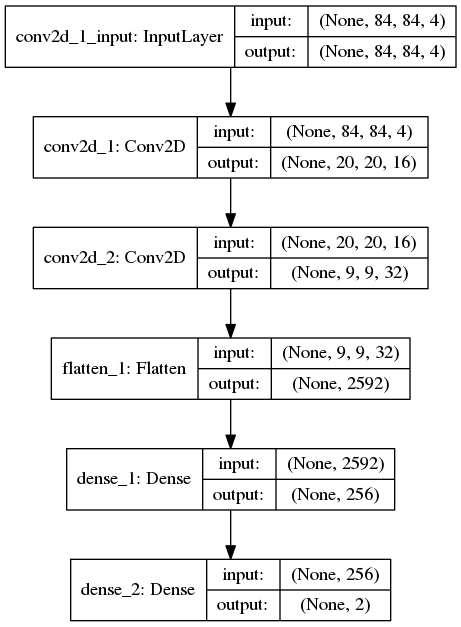 conv2d_1_input: InputLayer
input: (None, 84, 84, 4)
output: (None, 84, 84, 4)
conv2d_1: Conv2D
input: (None, 84, 84, 4)
output: (None, 20, 20, 16)
conv2d_2: Conv2D
input: (None, 20, 20, 16)
output: (None, 9, 9, 32)
flatten_1: Flatten
input: (None, 9, 9, 32)
output: (None, 2592)
dense_1: Dense
input: (None, 2592)
output: (None, 256)
dense_2: Dense
input: (None, 256)
output: (None, 2)